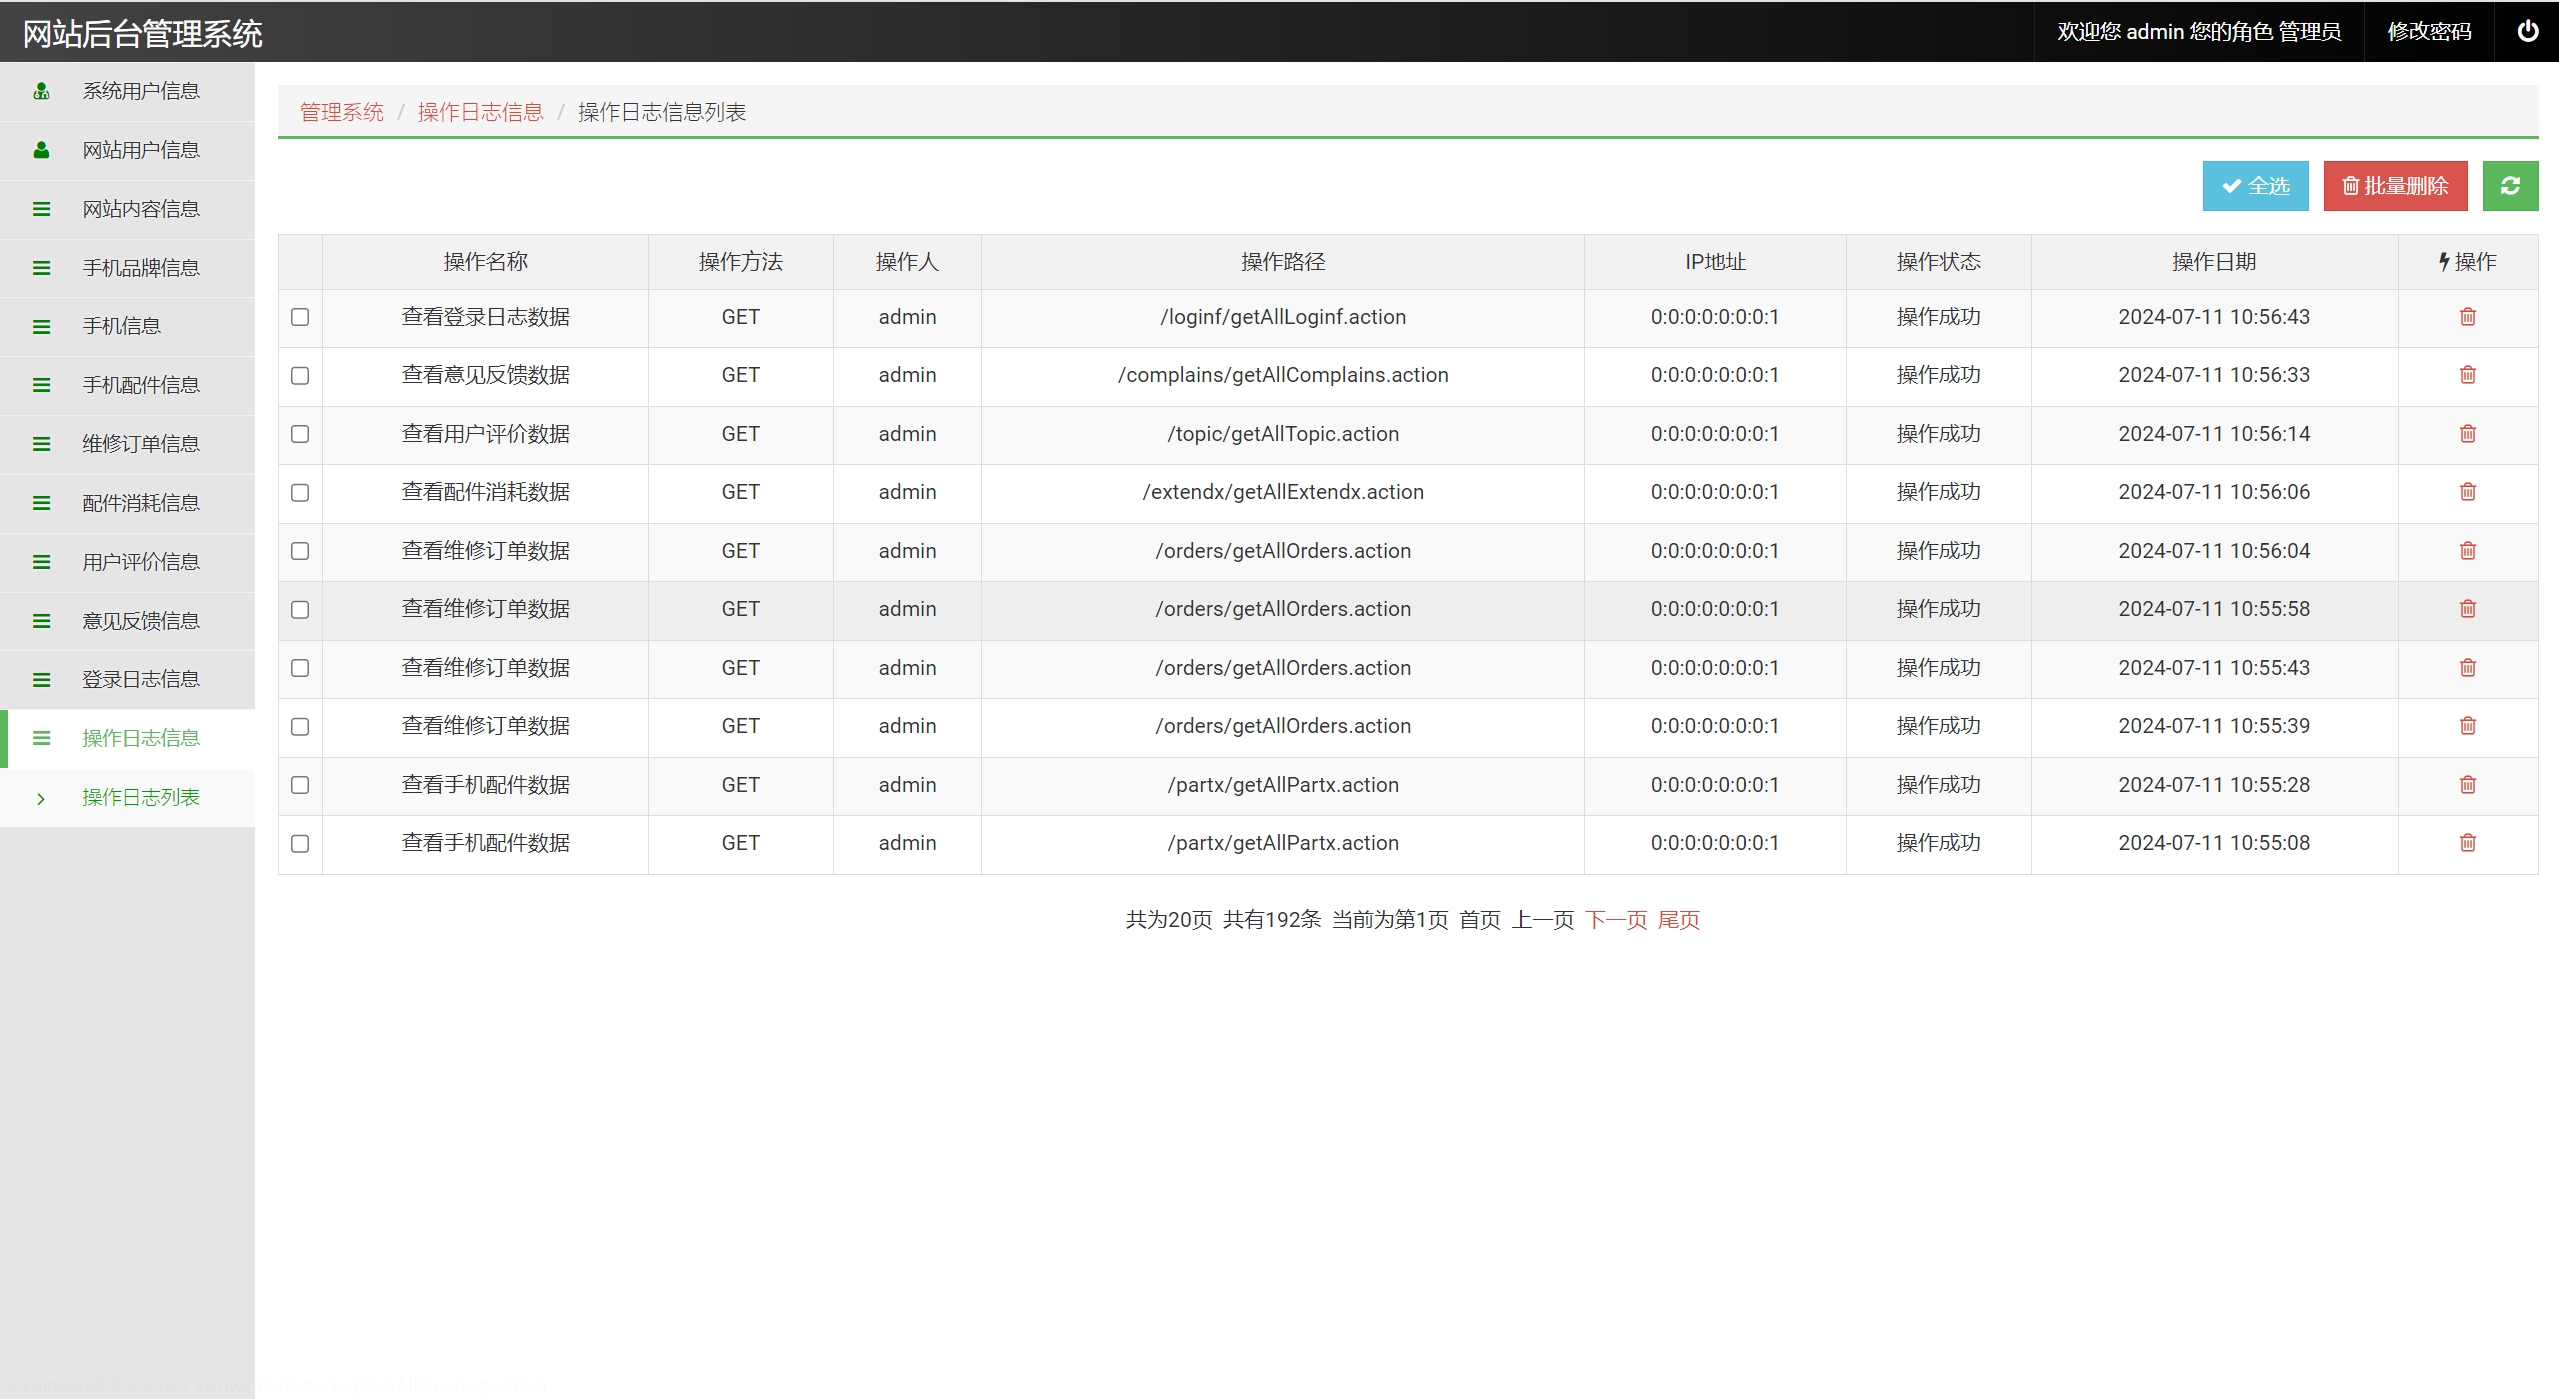 网站后台管理系统
欢迎您 admin 您的角色 管理员
修改密码
系统用户信息
网站用户信息
网站内容信息
手机品牌信息
手机信息
手机配件信息
维修订单信息
配件消耗信息
用户评价信息
意见反馈信息
登录日志信息
操作日志信息
操作日志列表
管理系统 / 操作日志信息 / 操作日志信息列表
全选 批量删除
操作名称 操作方法 操作人 操作路径 IP地址 操作状态 操作日期 操作
查看登录日志数据 GET admin /loginf/getAllLoginf.action 0:0:0:0:0:0:0:1 操作成功 2024-07-11 10:56:43
查看意见反馈数据 GET admin /complains/getAllComplains.action 0:0:0:0:0:0:0:1 操作成功 2024-07-11 10:56:33
查看用户评价数据 GET admin /topic/getAllTopic.action 0:0:0:0:0:0:0:1 操作成功 2024-07-11 10:56:14
查看配件消耗数据 GET admin /extendx/getAllExtendx.action 0:0:0:0:0:0:0:1 操作成功 2024-07-11 10:56:06
查看维修订单数据 GET admin /orders/getAllOrders.action 0:0:0:0:0:0:0:1 操作成功 2024-07-11 10:56:04
查看维修订单数据 GET admin /orders/getAllOrders.action 0:0:0:0:0:0:0:1 操作成功 2024-07-11 10:55:58
查看维修订单数据 GET admin /orders/getAllOrders.action 0:0:0:0:0:0:0:1 操作成功 2024-07-11 10:55:43
查看维修订单数据 GET admin /orders/getAllOrders.action 0:0:0:0:0:0:0:1 操作成功 2024-07-11 10:55:39
查看手机配件数据 GET admin /partx/getAllPartx.action 0:0:0:0:0:0:0:1 操作成功 2024-07-11 10:55:28
查看手机配件数据 GET admin /partx/getAllPartx.action 0:0:0:0:0:0:0:1 操作成功 2024-07-11 10:55:08
共为20页 共有192条 当前为第1页 首页 上一页 下一页 尾页